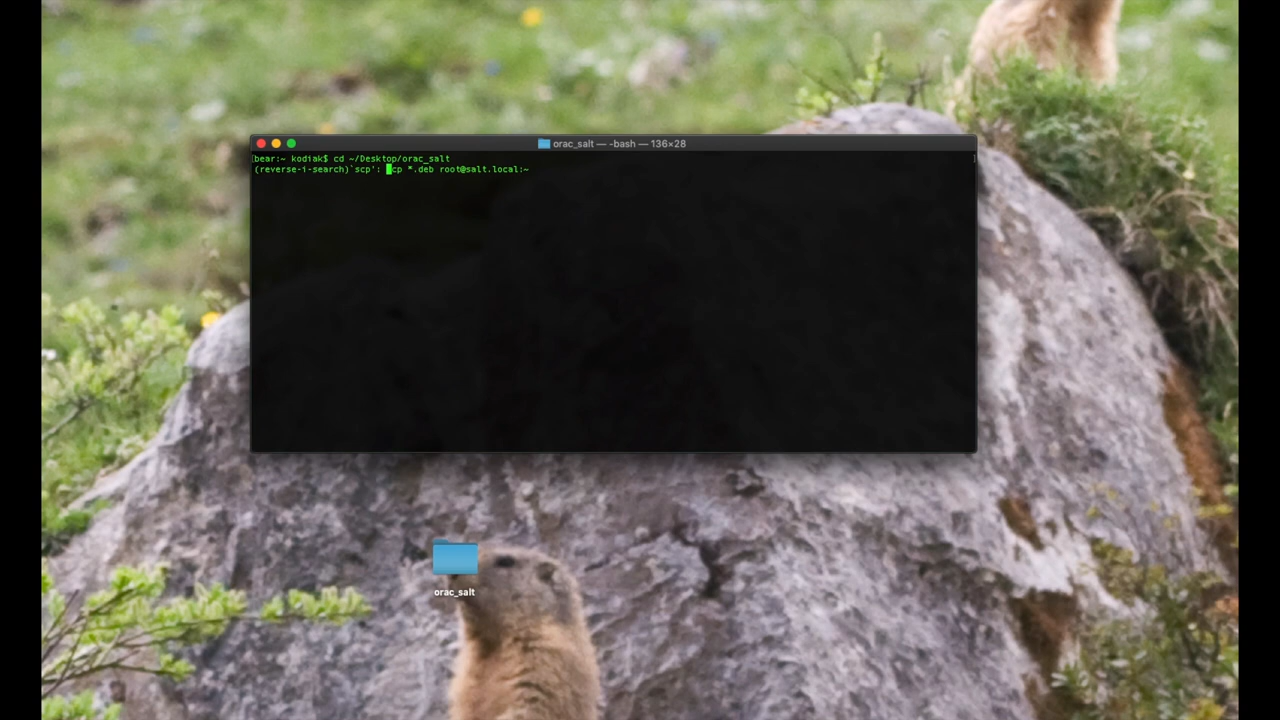 orac_salt — -bash — 136×28
bear:~ kodiak$ cd ~/Desktop/orac_salt
(reverse-i-search)`scp': scp *.deb root@salt.local:~
orac_salt